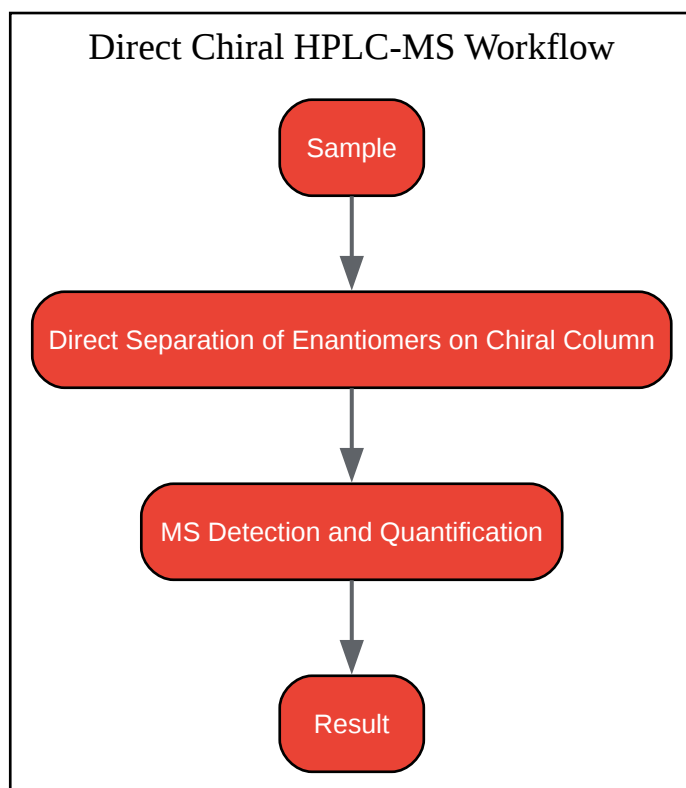 Direct Chiral HPLC-MS Workflow
Sample
Direct Separation of Enantiomers on Chiral Column
MS Detection and Quantification
Result